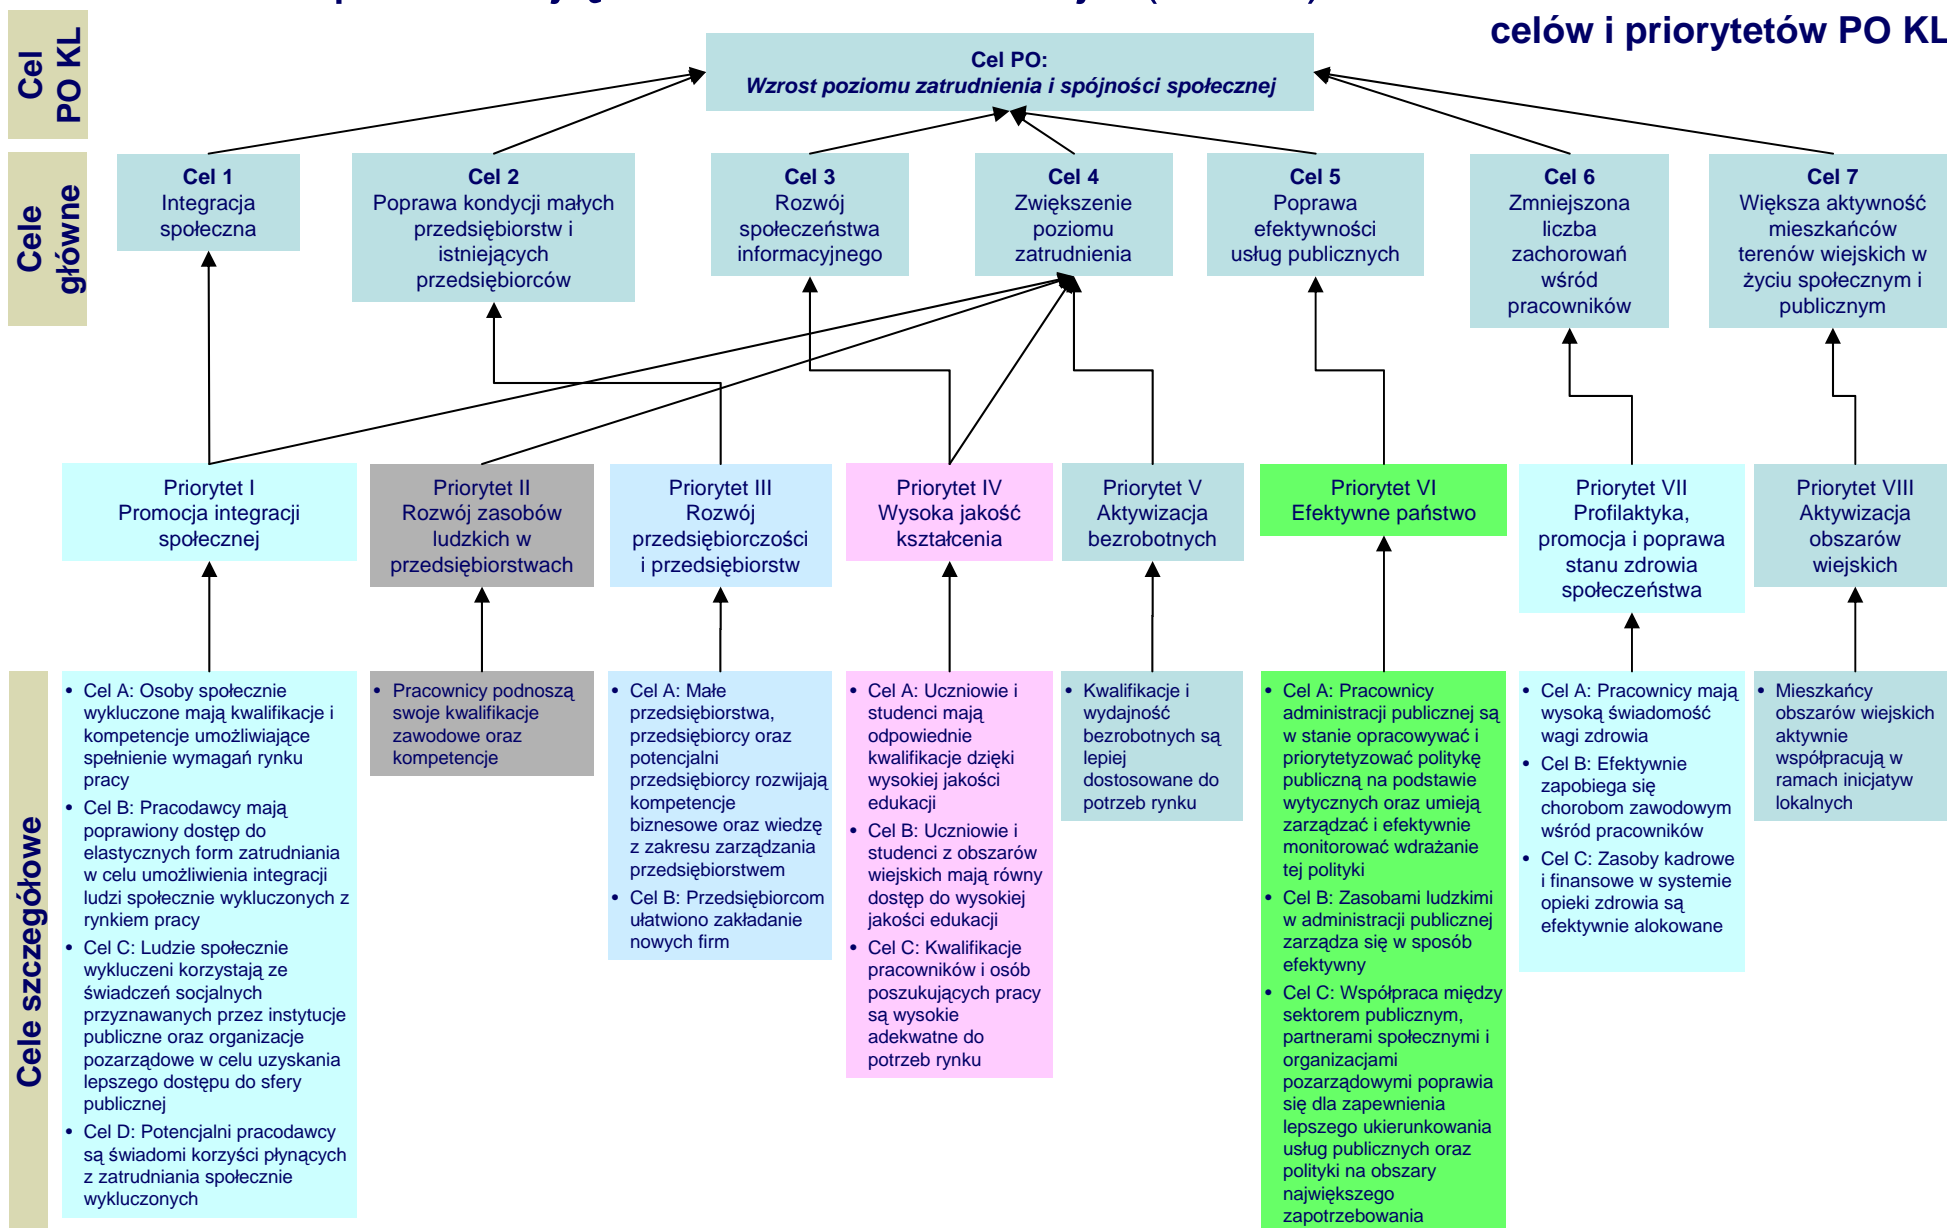 celów i priorytetów PO KL
Cel
PO KL
Cel PO:
Wzrost poziomu zatrudnienia i spójności społecznej
Cele
główne
Cel 1
Integracja
społeczna
Cel 2
Poprawa kondycji małych
przedsiębiorstw i
istniejących
przedsiębiorców
Cel 3
Rozwój
społeczeństwa
informacyjnego
Cel 4
Zwiększenie
poziomu
zatrudnienia
Cel 5
Poprawa
efektywności
usług publicznych
Cel 6
Zmniejszona
liczba
zachorowań
wśród
pracowników
Cel 7
Większa aktywność
mieszkańców
terenów wiejskich w
życiu społecznym i
publicznym
Priorytet I
Promocja integracji
społecznej
Priorytet II
Rozwój zasobów
ludzkich w
przedsiębiorstwach
Priorytet III
Rozwój
przedsiębiorczości
i przedsiębiorstw
Priorytet IV
Wysoka jakość
kształcenia
Priorytet V
Aktywizacja
bezrobotnych
Priorytet VI
Efektywne państwo
Priorytet VII
Profilaktyka,
promocja i poprawa
stanu zdrowia
społeczeństwa
Priorytet VIII
Aktywizacja
obszarów
wiejskich
Cele szczegółowe
• Cel A: Osoby społecznie
wykluczone mają kwalifikacje i
kompetencje umożliwiające
spełnienie wymagań rynku
pracy
• Cel B: Pracodawcy mają
poprawiony dostęp do
elastycznych form zatrudniania
w celu umożliwienia integracji
ludzi społecznie wykluczonych z
rynkiem pracy
• Cel C: Ludzie społecznie
wykluczeni korzystają ze
świadczeń socjalnych
przyznawanych przez instytucje
publiczne oraz organizacje
pozarządowe w celu uzyskania
lepszego dostępu do sfery
publicznej
• Cel D: Potencjalni pracodawcy
są świadomi korzyści płynących
z zatrudniania społecznie
wykluczonych
• Pracownicy podnoszą
swoje kwalifikacje
zawodowe oraz
kompetencje
• Cel A: Małe
przedsiębiorstwa,
przedsiębiorcy oraz
potencjalni
przedsiębiorcy rozwijają
kompetencje
biznesowe oraz wiedzę
z zakresu zarządzania
przedsiębiorstwem
• Cel B: Przedsiębiorcom
ułatwiono zakładanie
nowych firm
• Cel A: Uczniowie i
studenci mają
odpowiednie
kwalifikacje dzięki
wysokiej jakości
edukacji
• Cel B: Uczniowie i
studenci z obszarów
wiejskich mają równy
dostęp do wysokiej
jakości edukacji
• Cel C: Kwalifikacje
pracowników i osób
poszukujących pracy
są wysokie
adekwatne do
potrzeb rynku
• Kwalifikacje i
wydajność
bezrobotnych są
lepiej
dostosowane do
potrzeb rynku
• Cel A: Pracownicy
administracji publicznej są
w stanie opracowywać i
priorytetyzować politykę
publiczną na podstawie
wytycznych oraz umieją
zarządzać i efektywnie
monitorować wdrażanie
tej polityki
• Cel B: Zasobami ludzkimi
w administracji publicznej
zarządza się w sposób
efektywny
• Cel C: Współpraca między
sektorem publicznym,
partnerami społecznymi i
organizacjami
pozarządowymi poprawia
się dla zapewnienia
lepszego ukierunkowania
usług publicznych oraz
polityki na obszary
największego
zapotrzebowania
• Cel A: Pracownicy mają
wysoką świadomość
wagi zdrowia
• Cel B: Efektywnie
zapobiega się
chorobom zawodowym
wśród pracowników
• Cel C: Zasoby kadrowe
i finansowe w systemie
opieki zdrowia są
efektywnie alokowane
• Mieszkańcy
obszarów wiejskich
aktywnie
współpracują w
ramach inicjatyw
lokalnych